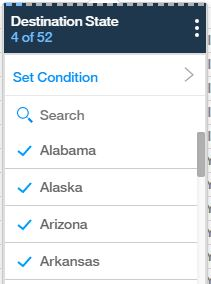 Destination State
4 of 52
Set Condition
Search
Alabama
Alaska
Arizona
Arkansas